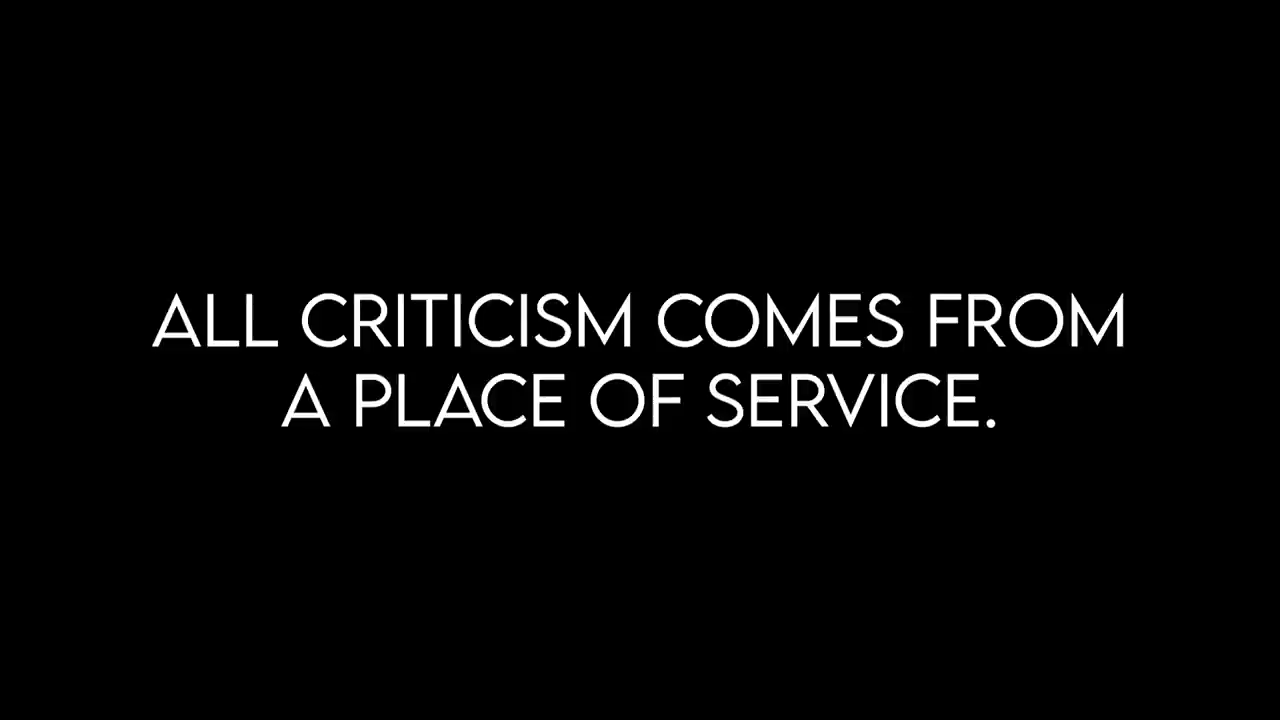 ALL CRITICISM COMES FROM
A PLACE OF SERVICE.